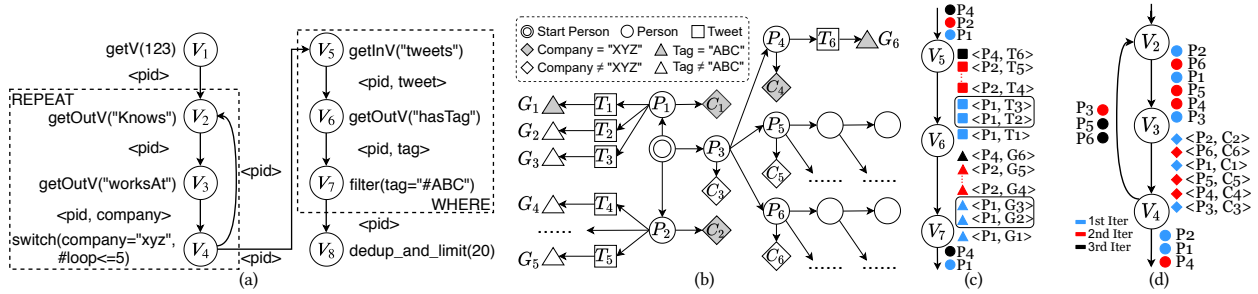 getV(123)
V1
<pid>
REPEAT
V2
getOutV("Knows")
<pid>
getOutV("worksAt")
V3
<pid>
<pid, company>
switch(company="xyz",
#loop<=5)
V4
<pid>
V5
getInV("tweets")
<pid, tweet>
V6
getOutV("hasTag")
<pid, tag>
V7
filter(tag="#ABC")
WHERE
<pid>
V8
dedup_and_limit(20)
(a)
Start Person
Person
Tweet
Company = "XYZ"
Tag = "ABC"
Company ≠ "XYZ"
Tag ≠ "ABC"
P4
T6
G6
C4
G1
T1
P1
C1
G2
T2
G3
T3
P3
C3
P5
C5
......
......
G4
T4
......
P2
C2
G5
T5
P6
C6
......
......
(b)
P4
P2
P1
V5
<P4, T6>
<P2, T5>
<P2, T4>
<P1, T3>
<P1, T2>
<P1, T1>
V6
<P4, G6>
<P2, G5>
<P2, G4>
<P1, G3>
<P1, G2>
<P1, G1>
V7
P4
P1
(c)
V2
P2
P6
P1
P5
P4
P3
P3
P5
P6
V3
<P2, C2>
<P6, C6>
<P1, C1>
<P5, C5>
<P4, C4>
<P3, C3>
V4
1st Iter
2nd Iter
3rd Iter
P2
P1
P4
(d)